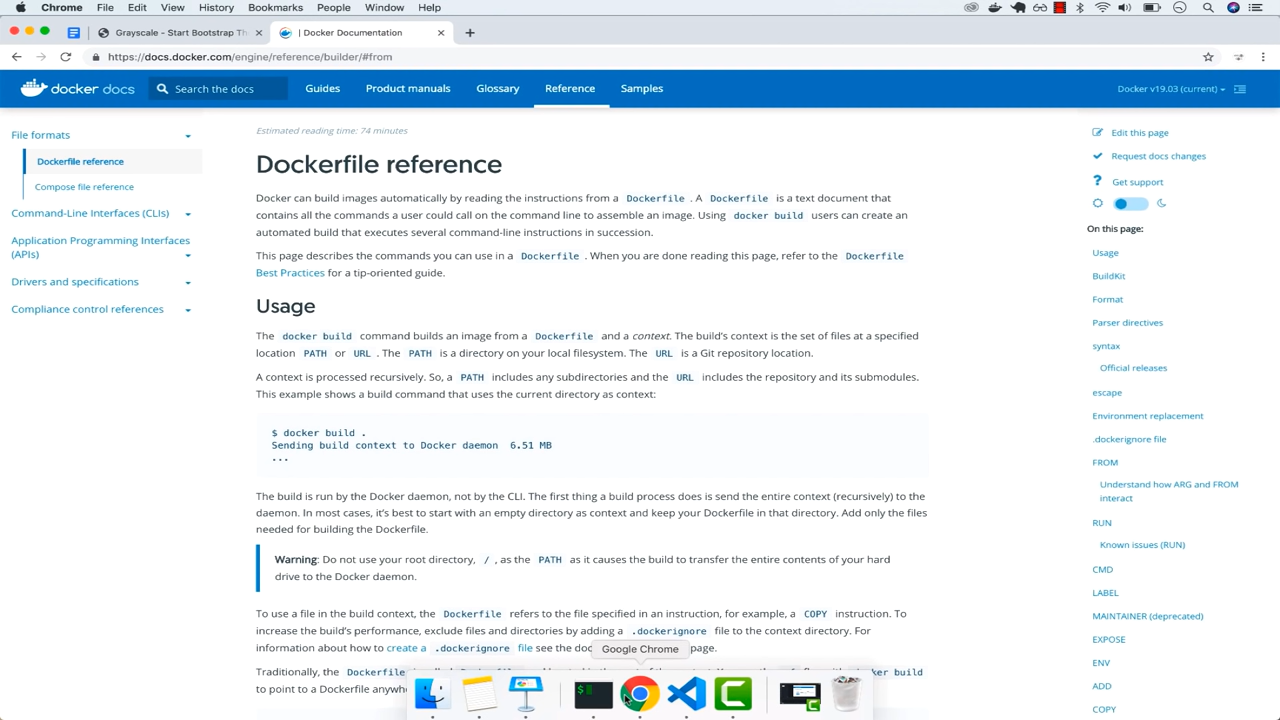 Chrome File Edit View History Bookmarks People Window Help
Grayscale - Start Bootstrap Th
| Docker Documentation
https://docs.docker.com/engine/reference/builder/#from
docker docs
Search the docs
Guides Product manuals Glossary Reference Samples
Docker v19.03 (current)
File formats
Dockerfile reference
Compose file reference
Command-Line Interfaces (CLIs)
Application Programming Interfaces
(APIs)
Drivers and specifications
Compliance control references
Estimated reading time: 74 minutes
Dockerfile reference
Docker can build images automatically by reading the instructions from a Dockerfile . A Dockerfile is a text document that
contains all the commands a user could call on the command line to assemble an image. Using docker build users can create an
automated build that executes several command-line instructions in succession.
This page describes the commands you can use in a Dockerfile . When you are done reading this page, refer to the Dockerfile
Best Practices for a tip-oriented guide.
Usage
The docker build command builds an image from a Dockerfile and a context. The build's context is the set of files at a specified
location PATH or URL . The PATH is a directory on your local filesystem. The URL is a Git repository location.
A context is processed recursively. So, a PATH includes any subdirectories and the URL includes the repository and its submodules.
This example shows a build command that uses the current directory as context:
$ docker build .
Sending build context to Docker daemon 6.51 MB
...
The build is run by the Docker daemon, not by the CLI. The first thing a build process does is send the entire context (recursively) to the
daemon. In most cases, it's best to start with an empty directory as context and keep your Dockerfile in that directory. Add only the files
needed for building the Dockerfile.
Warning: Do not use your root directory, / , as the PATH as it causes the build to transfer the entire contents of your hard
drive to the Docker daemon.
To use a file in the build context, the Dockerfile refers to the file specified in an instruction, for example, a COPY instruction. To
increase the build's performance, exclude files and directories by adding a .dockerignore file to the context directory. For
information about how to create a .dockerignore file see the page.
Google Chrome
Traditionally, the Dockerfile build
to point to a Dockerfile
Edit this page
Request docs changes
Get support
On this page:
Usage
BuildKit
Format
Parser directives
syntax
Official releases
escape
Environment replacement
.dockerignore file
FROM
Understand how ARG and FROM
interact
RUN
Known issues (RUN)
CMD
LABEL
MAINTAINER (deprecated)
EXPOSE
ENV
ADD
COPY